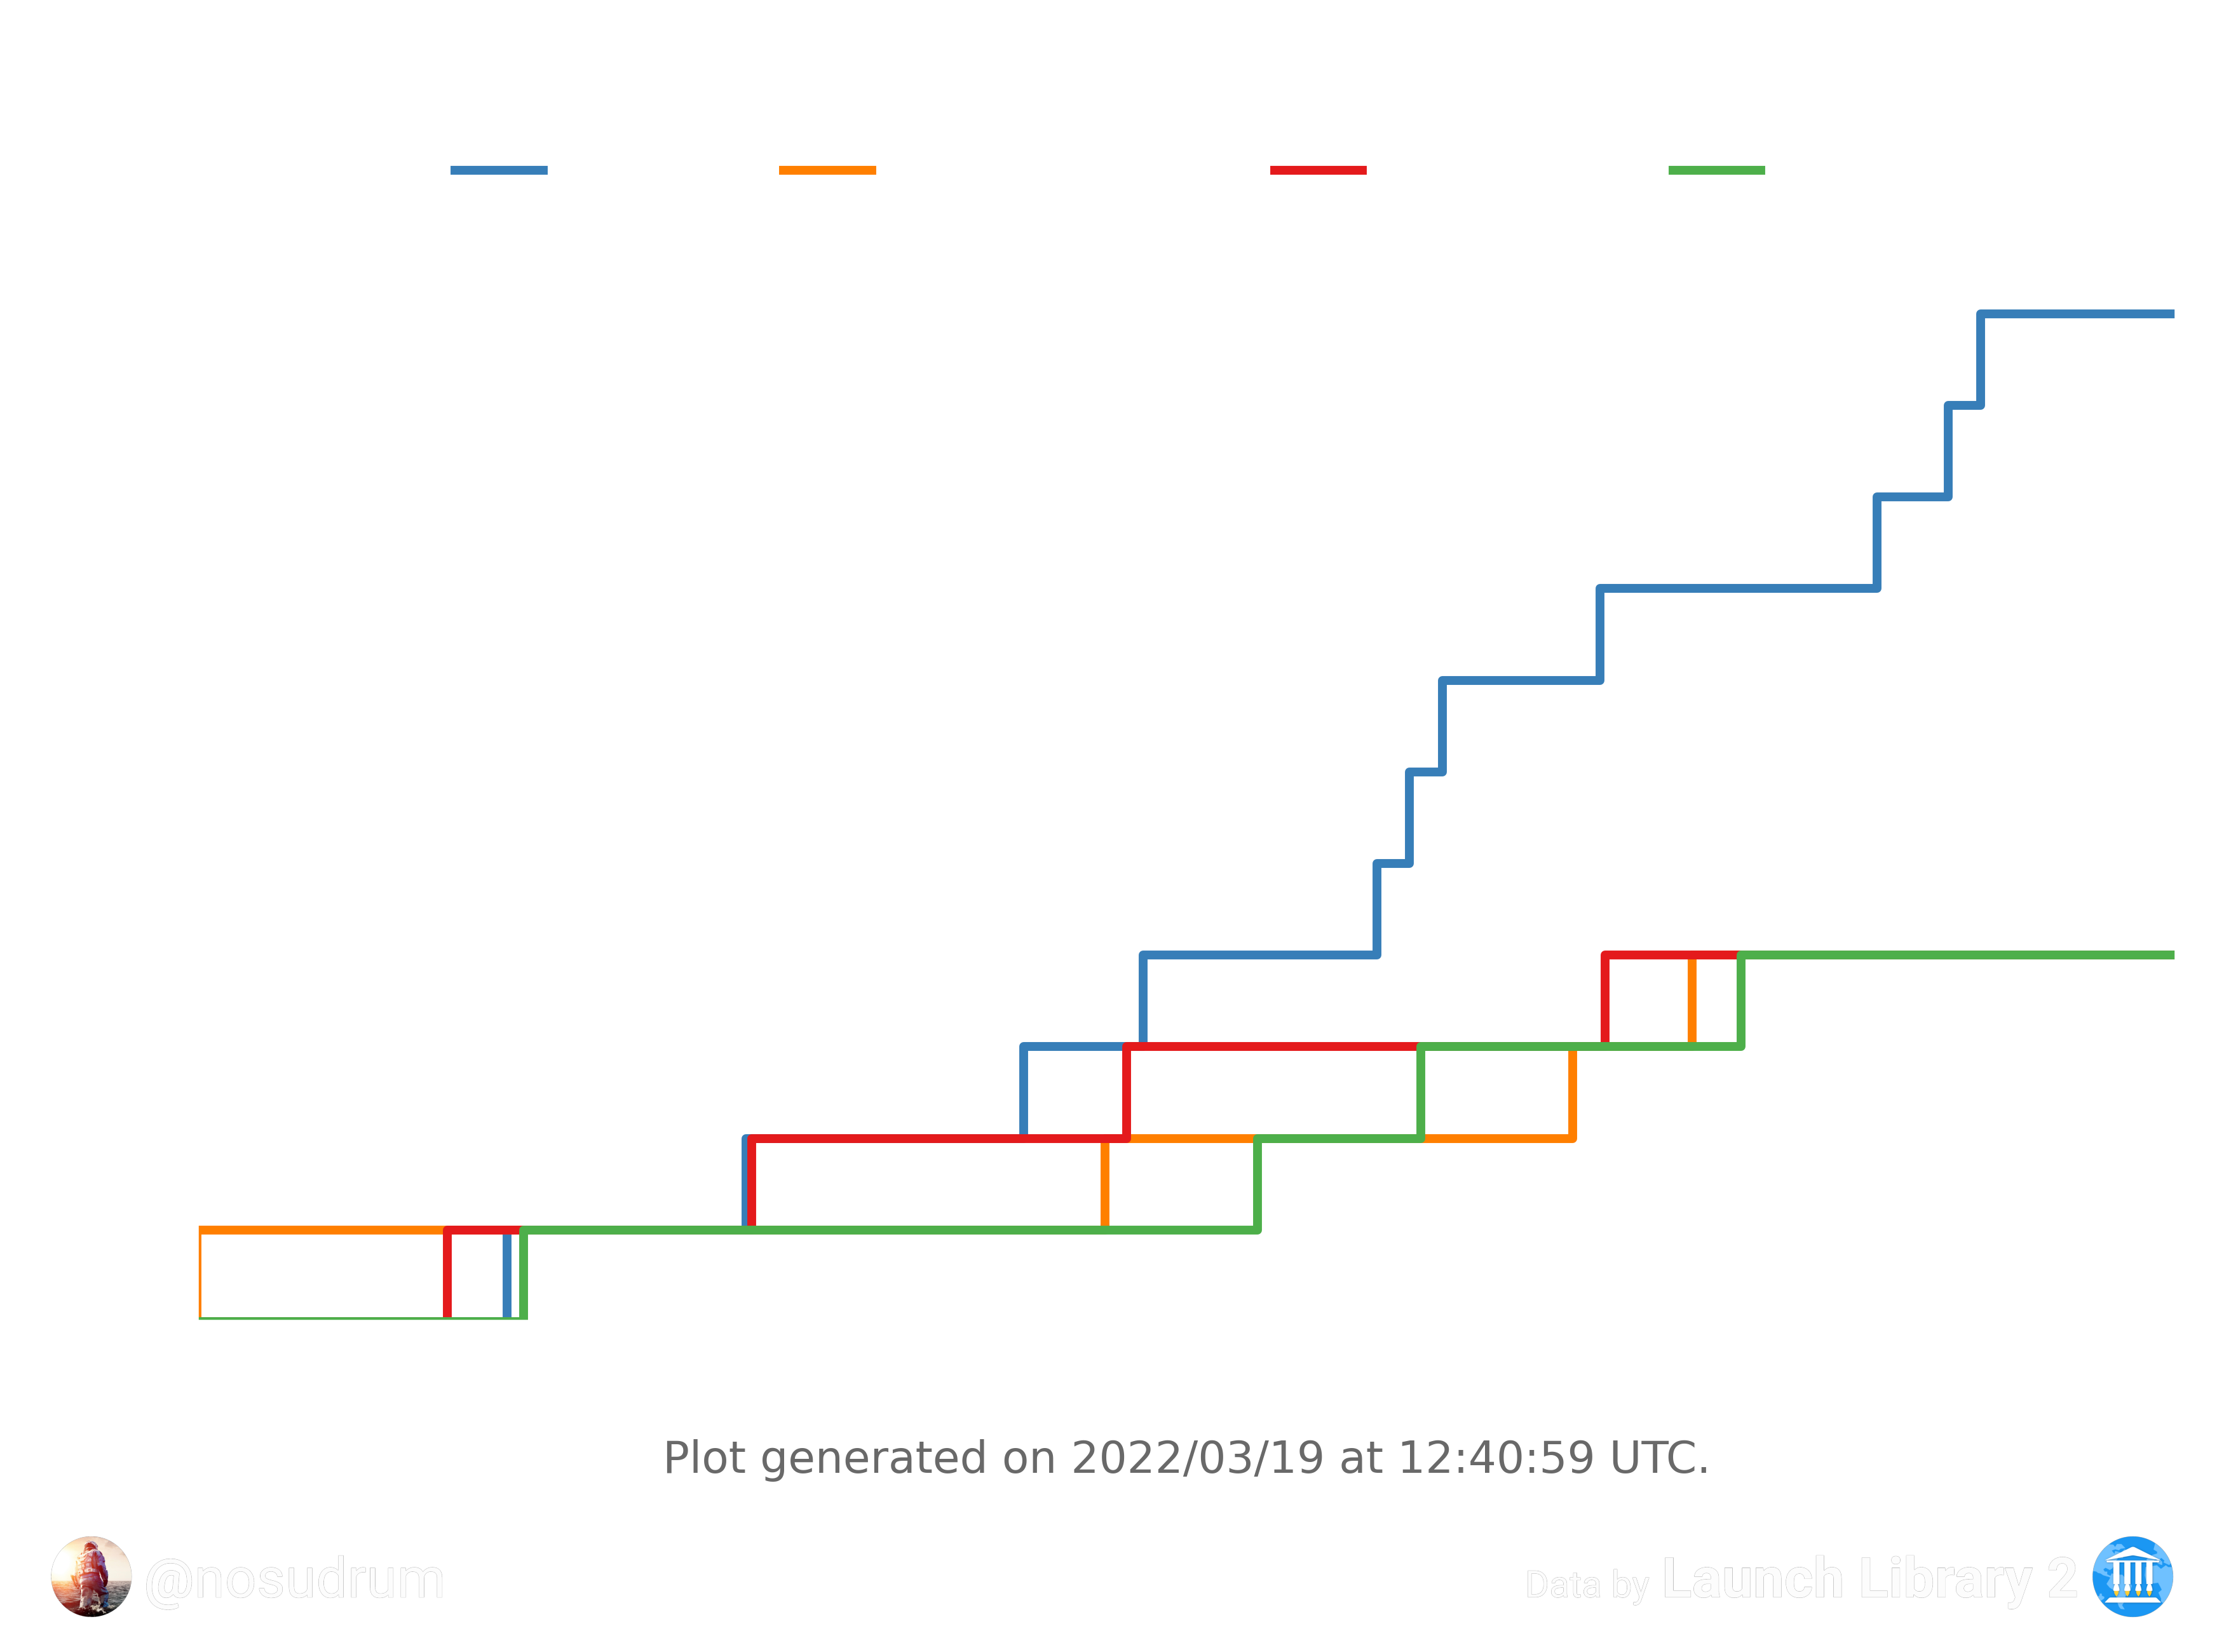 Plot generated on 2022/03/19 at 12:40:59 UTC.
@nosudrum
Data by Launch Library 2